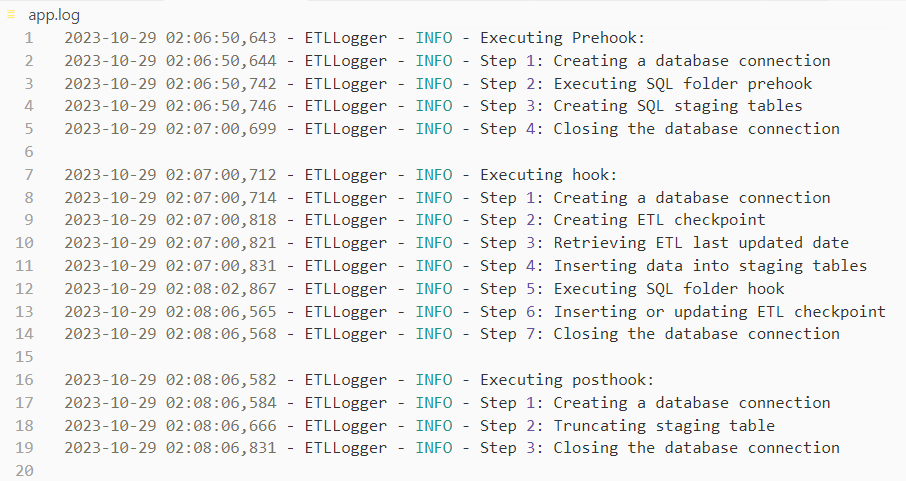 app.log
1 2023-10-29 02:06:50,643 - ETLLogger - INFO - Executing Prehook:
2 2023-10-29 02:06:50,644 - ETLLogger - INFO - Step 1: Creating a database connection
3 2023-10-29 02:06:50,742 - ETLLogger - INFO - Step 2: Executing SQL folder prehook
4 2023-10-29 02:06:50,746 - ETLLogger - INFO - Step 3: Creating SQL staging tables
5 2023-10-29 02:07:00,699 - ETLLogger - INFO - Step 4: Closing the database connection
6
7 2023-10-29 02:07:00,712 - ETLLogger - INFO - Executing hook:
8 2023-10-29 02:07:00,714 - ETLLogger - INFO - Step 1: Creating a database connection
9 2023-10-29 02:07:00,818 - ETLLogger - INFO - Step 2: Creating ETL checkpoint
10 2023-10-29 02:07:00,821 - ETLLogger - INFO - Step 3: Retrieving ETL last updated date
11 2023-10-29 02:07:00,831 - ETLLogger - INFO - Step 4: Inserting data into staging tables
12 2023-10-29 02:08:02,867 - ETLLogger - INFO - Step 5: Executing SQL folder hook
13 2023-10-29 02:08:06,565 - ETLLogger - INFO - Step 6: Inserting or updating ETL checkpoint
14 2023-10-29 02:08:06,568 - ETLLogger - INFO - Step 7: Closing the database connection
15
16 2023-10-29 02:08:06,582 - ETLLogger - INFO - Executing posthook:
17 2023-10-29 02:08:06,584 - ETLLogger - INFO - Step 1: Creating a database connection
18 2023-10-29 02:08:06,666 - ETLLogger - INFO - Step 2: Truncating staging table
19 2023-10-29 02:08:06,831 - ETLLogger - INFO - Step 3: Closing the database connection
20